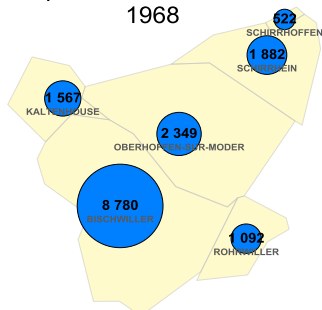 1968
522
SCHIRRHOFFEN
1 882
SCHIRRHEIN
1 567
KALTENHOUSE
2 349
OBERHOFFEN-SUR-MODER
8 780
BISCHWILLER
1 092
ROHRWILLER